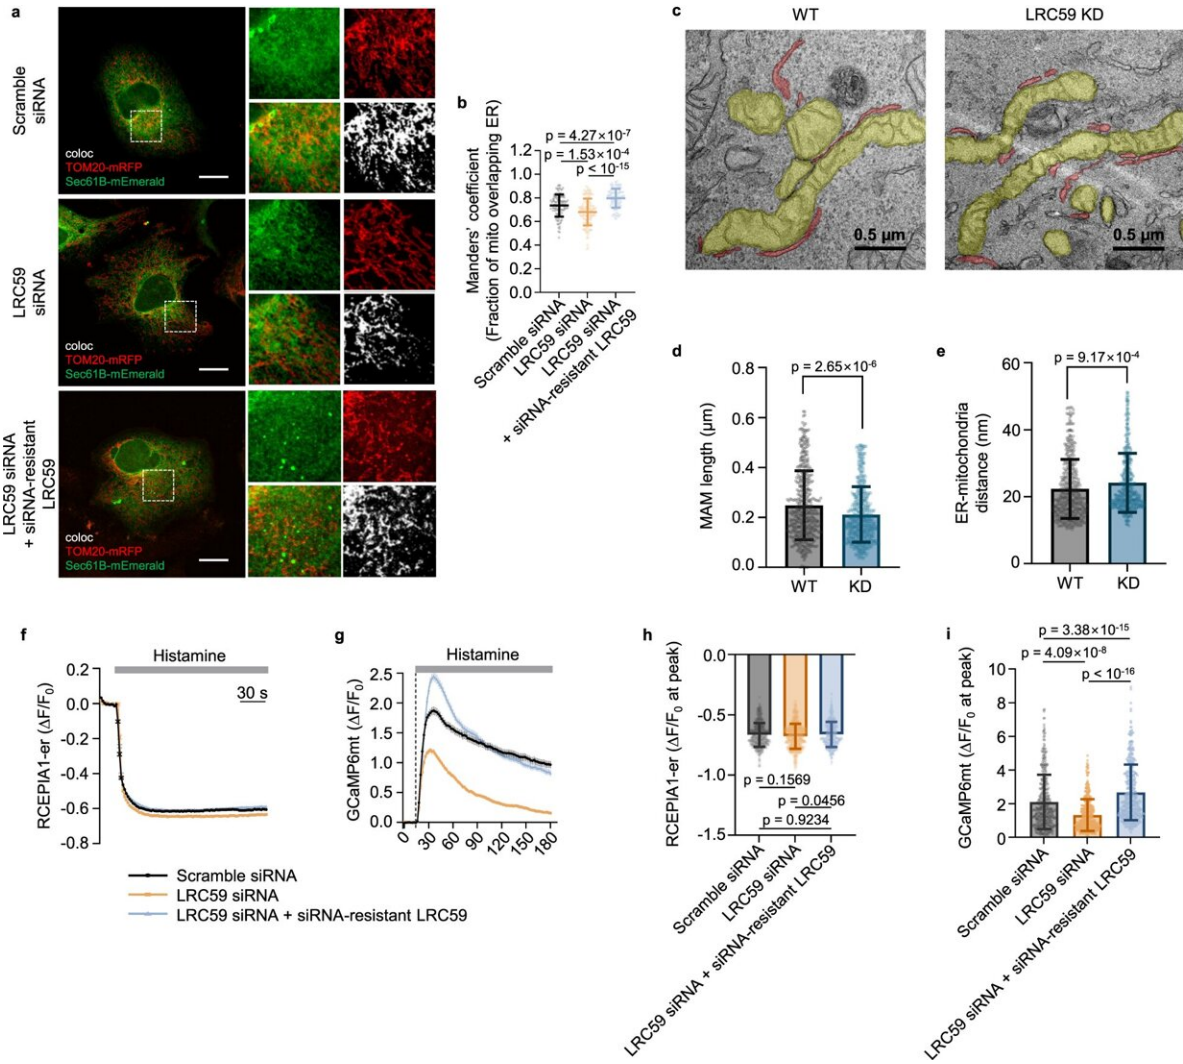 a
Scramble
siRNA
coloc
TOM20-mRFP
Sec61B-mEmerald
LRC59
siRNA
coloc
TOM20-mRFP
Sec61B-mEmerald
LRC59 siRNA
+ siRNA-resistant
LRC59
coloc
TOM20-mRFP
Sec61B-mEmerald
b
p = 4.27×10⁻⁷
p = 1.53×10⁻⁴
p < 10⁻¹⁵
Manders' coefficient
(Fraction of mito overlapping ER)
1.2
1.0
0.8
0.6
0.4
0.2
0.0
Scramble siRNA
LRC59 siRNA
LRC59 siRNA
+ siRNA-resistant LRC59
c
WT
LRC59 KD
0.5 µm
0.5 µm
d
p = 2.65×10⁻⁶
MAM length (µm)
0.8
0.6
0.4
0.2
0.0
WT
KD
e
p = 9.17×10⁻⁴
ER-mitochondria
distance (nm)
60
40
20
0
WT
KD
f
Histamine
30 s
RCEPIA1-er (ΔF/F₀)
0.2
0.0
-0.2
-0.4
-0.6
-0.8
g
Histamine
GCaMP6mt (ΔF/F₀)
2.5
2.0
1.5
1.0
0.5
0.0
0
30
60
90
120
150
180
Scramble siRNA
LRC59 siRNA
LRC59 siRNA + siRNA-resistant LRC59
h
RCEPIA1-er (ΔF/F₀ at peak)
0.0
-0.5
-1.0
-1.5
p = 0.1569
p = 0.0456
p = 0.9234
Scramble siRNA
LRC59 siRNA
LRC59 siRNA + siRNA-resistant LRC59
i
p = 3.38×10⁻¹⁵
p = 4.09×10⁻⁸
p < 10⁻¹⁶
GCaMP6mt (ΔF/F₀ at peak)
10
8
6
4
2
0
Scramble siRNA
LRC59 siRNA
LRC59 siRNA + siRNA-resistant LRC59